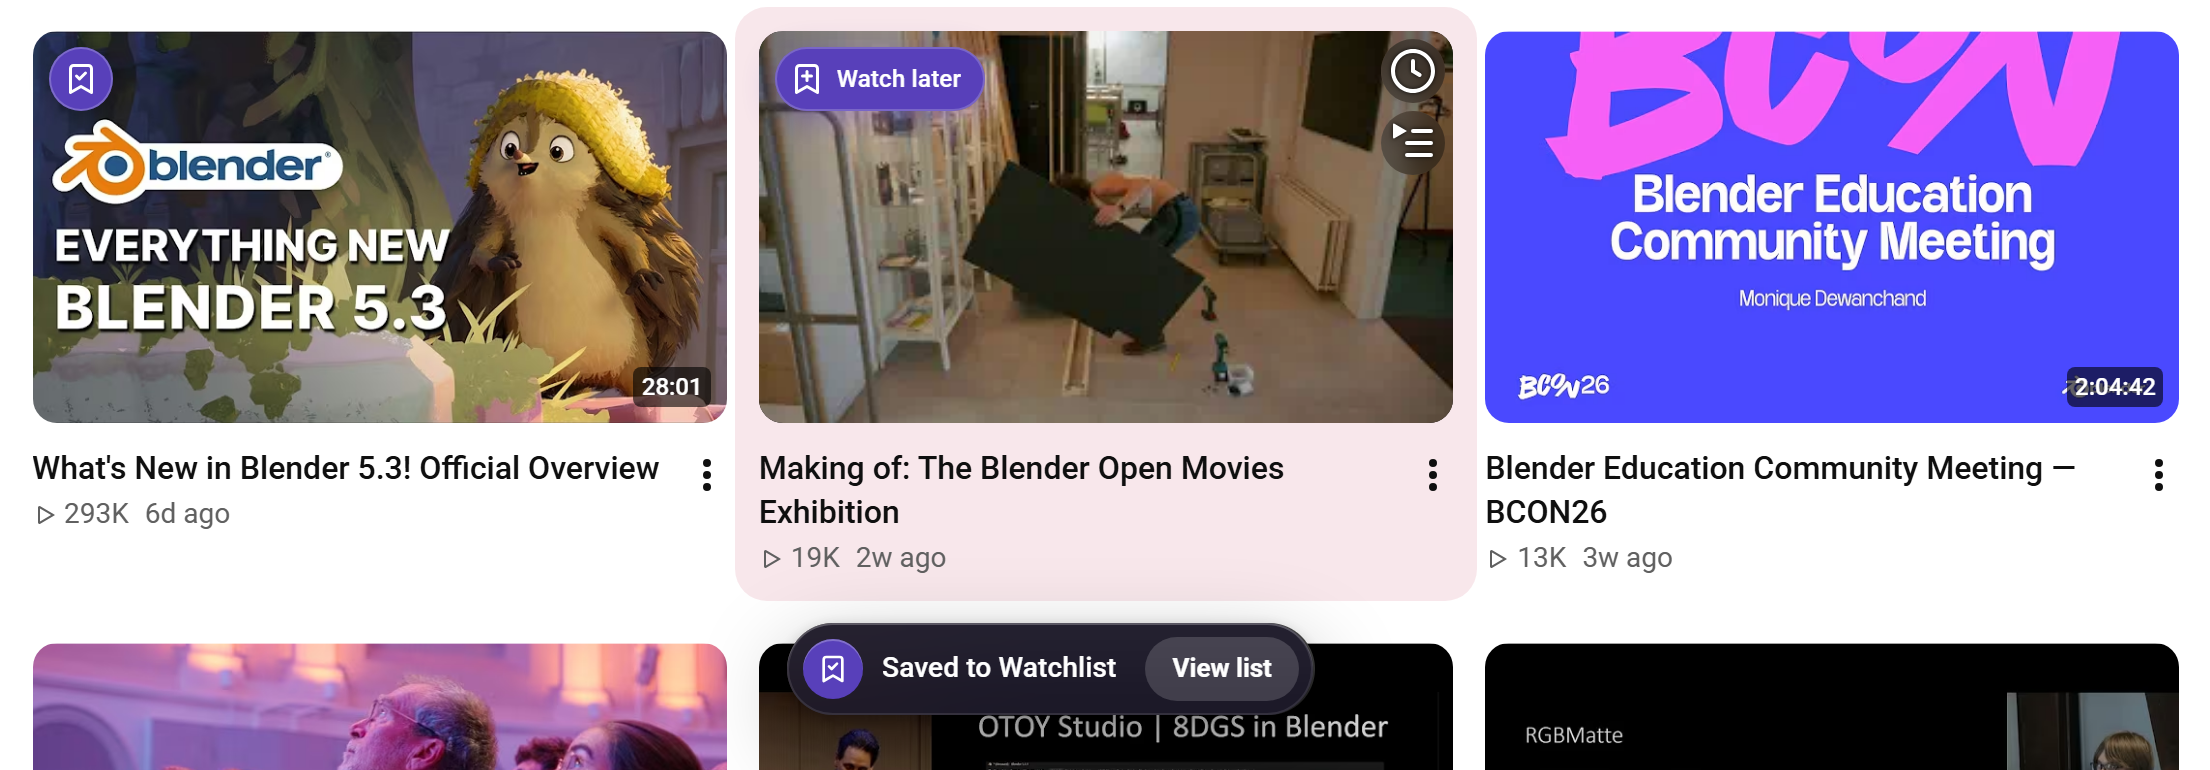 blender
EVERYTHING NEW
BLENDER 5.3
28:01
What's New in Blender 5.3! Official Overview
293K 6d ago
Watch later
Making of: The Blender Open Movies
Exhibition
19K 2w ago
BCON
Blender Education
Community Meeting
Monique Dewanchand
BCON26
2:04:42
Blender Education Community Meeting —
BCON26
13K 3w ago
Saved to Watchlist
View list
OTOY Studio | 8DGS in Blender
RGBMatte